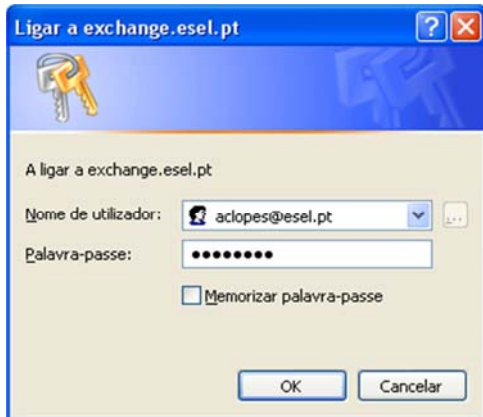 Ligar a exchange.esel.pt
A ligar a exchange.esel.pt
Nome de utilizador: aclopes@esel.pt ...
Palavra-passe: ●●●●●●●●
Memorizar palavra-passe
OK Cancelar